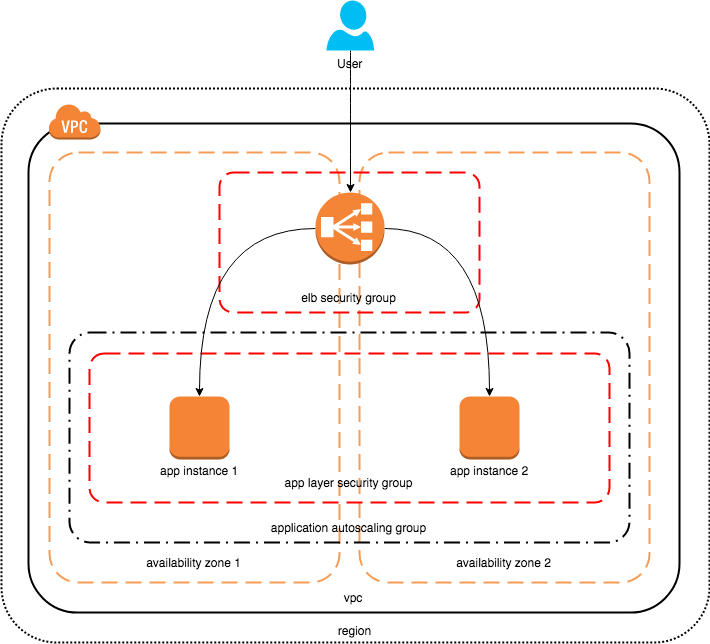 User
VPC
elb security group
app instance 1
app instance 2
app layer security group
application autoscaling group
availability zone 1
availability zone 2
vpc
region